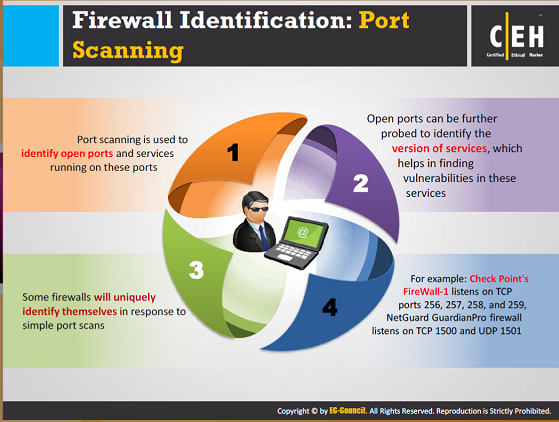 Firewall Identification: Port
Scanning
C|EH
Certified Ethical Hacker
Port scanning is used to
identify open ports and services
running on these ports
1
Open ports can be further
probed to identify the
version of services, which
helps in finding
vulnerabilities in these
services
2
@
3
Some firewalls will uniquely
identify themselves in response to
simple port scans
4
For example: Check Point's
FireWall-1 listens on TCP
ports 256, 257, 258, and 259,
NetGuard GuardianPro firewall
listens on TCP 1500 and UDP 1501
Copyright © by EC-Council. All Rights Reserved. Reproduction is Strictly Prohibited.